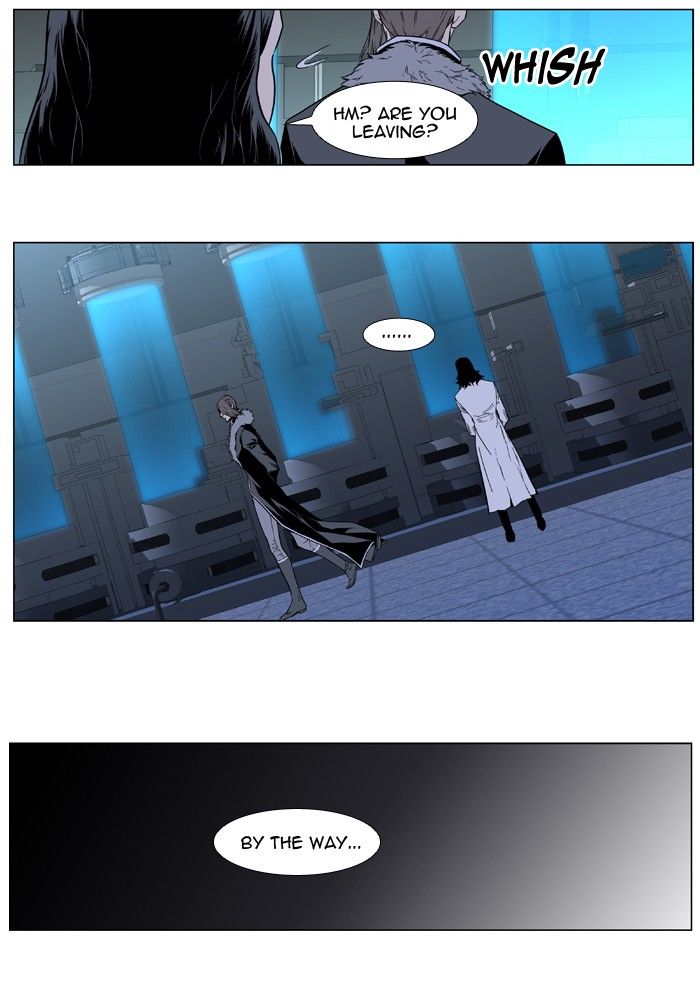 WHISH
HM? ARE YOU
LEAVING?
......
BY THE WAY...